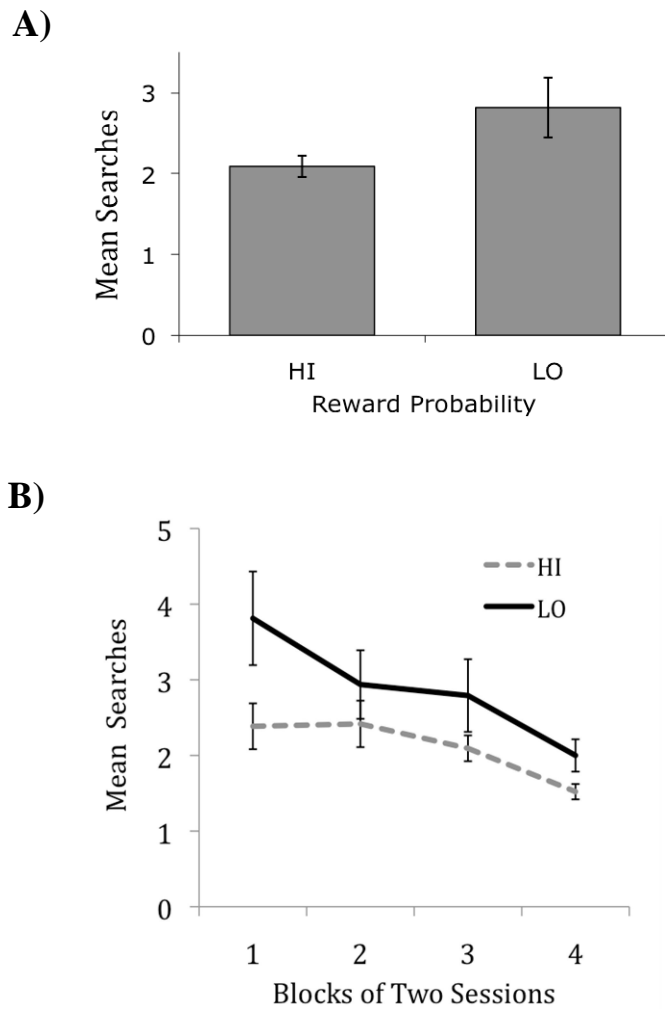 A)
Mean Searches
3
2
1
0
HI
LO
Reward Probability
B)
Mean Searches
5
4
3
2
1
0
HI
LO
1 2 3 4
Blocks of Two Sessions